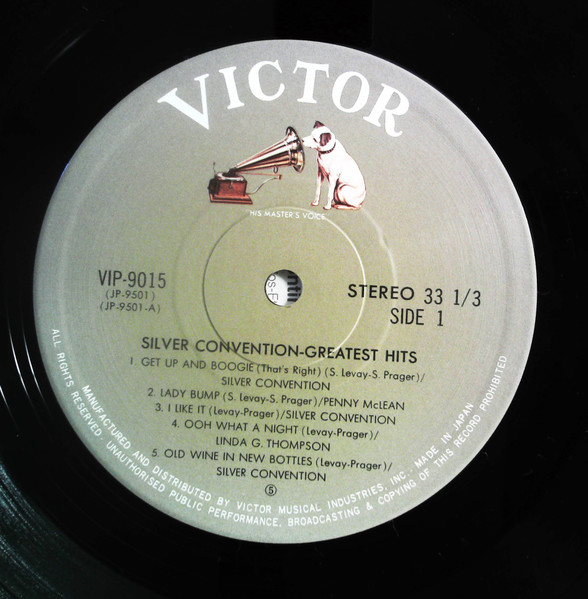 VICTOR
HIS MASTER'S VOICE
VIP-9015
(JP-9501)
(JP-9501-A)
STEREO 33 1/3
SIDE 1
SILVER CONVENTION-GREATEST HITS
1. GET UP AND BOOGIE (That's Right) (S. Levay-S. Prager)/
SILVER CONVENTION
2. LADY BUMP (S. Levay-S. Prager)/PENNY McLEAN
3. I LIKE IT (Levay-Prager)/SILVER CONVENTION
4. OOH WHAT A NIGHT (Levay-Prager)/
LINDA G. THOMPSON
5. OLD WINE IN NEW BOTTLES (Levay-Prager)/
SILVER CONVENTION
⑤
MANUFACTURED AND DISTRIBUTED BY VICTOR MUSICAL INDUSTRIES, INC. MADE IN JAPAN
ALL RIGHTS RESERVED. UNAUTHORISED PUBLIC PERFORMANCE, BROADCASTING & COPYING OF THIS RECORD PROHIBITED